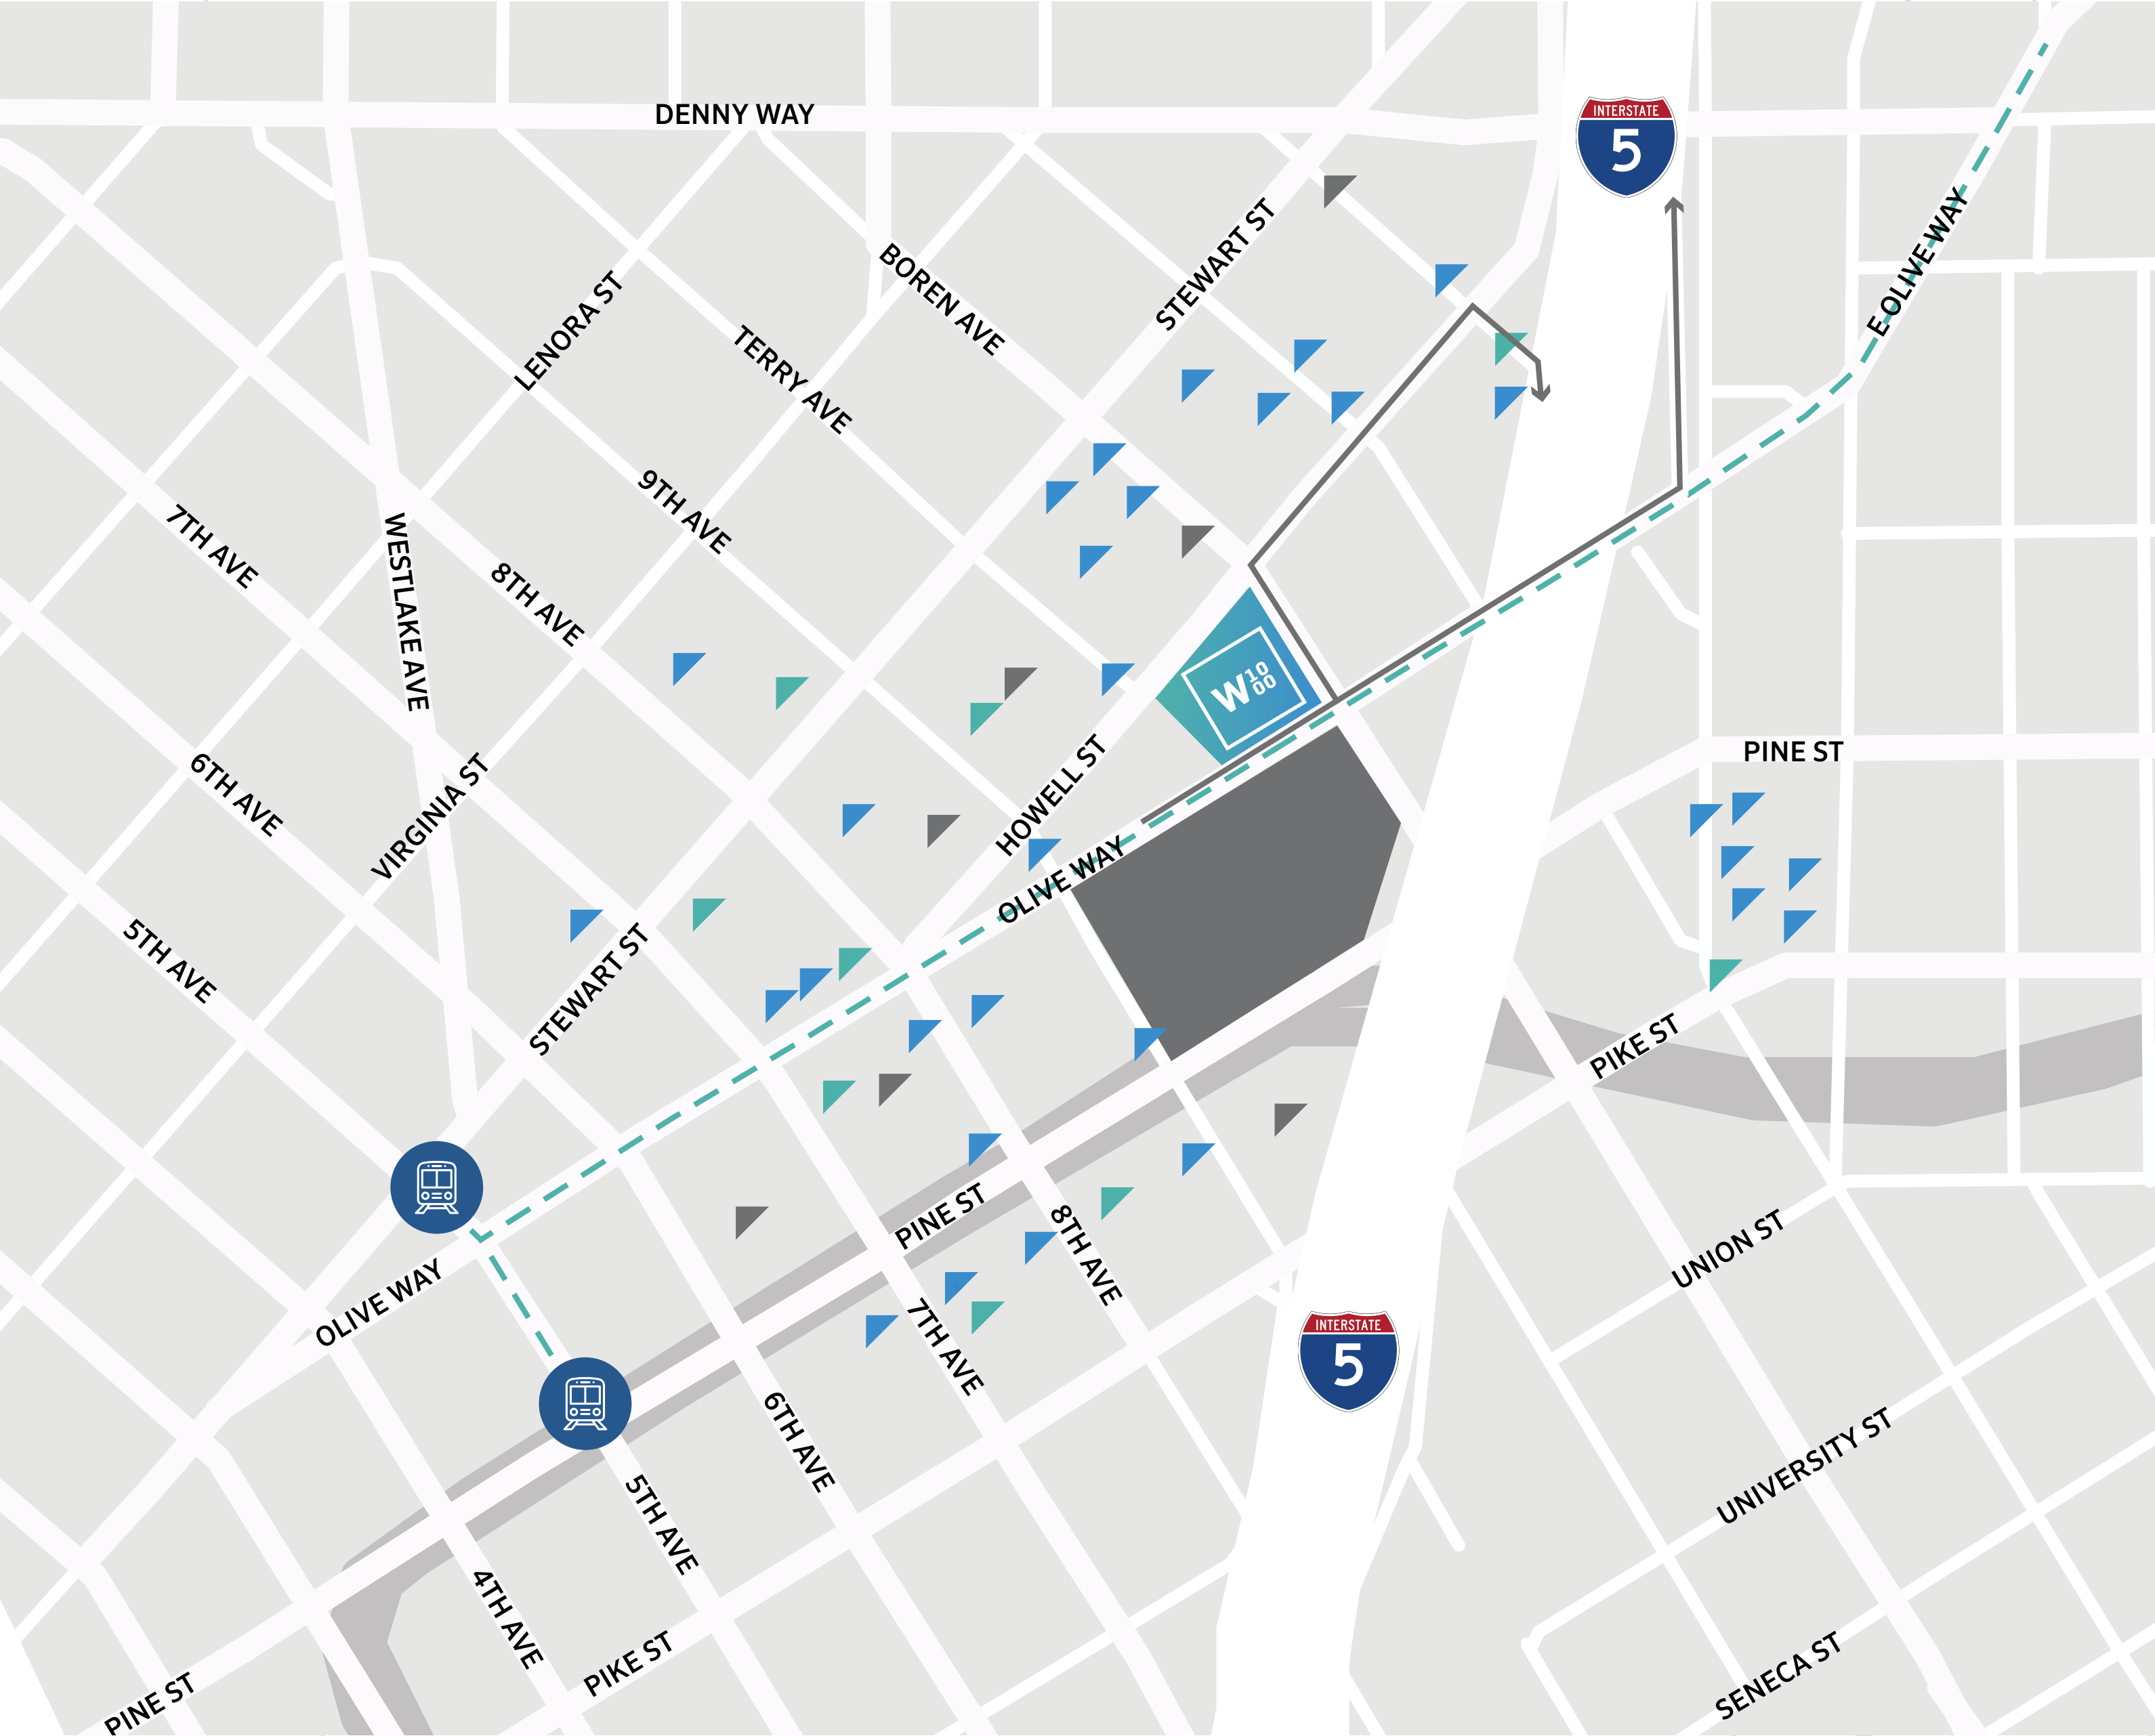 DENNY WAY
INTERSTATE
5
E OLIVE WAY
STEWART ST
BOREN AVE
LENORA ST
TERRY AVE
9TH AVE
7TH AVE
WESTLAKE AVE
8TH AVE
W 10
00
PINE ST
HOWELL ST
6TH AVE
VIRGINIA ST
OLIVE WAY
5TH AVE
STEWART ST
PIKE ST
PINE ST
8TH AVE
UNION ST
OLIVE WAY
7TH AVE
INTERSTATE
5
6TH AVE
UNIVERSITY ST
5TH AVE
4TH AVE
PIKE ST
SENECA ST
PINE ST